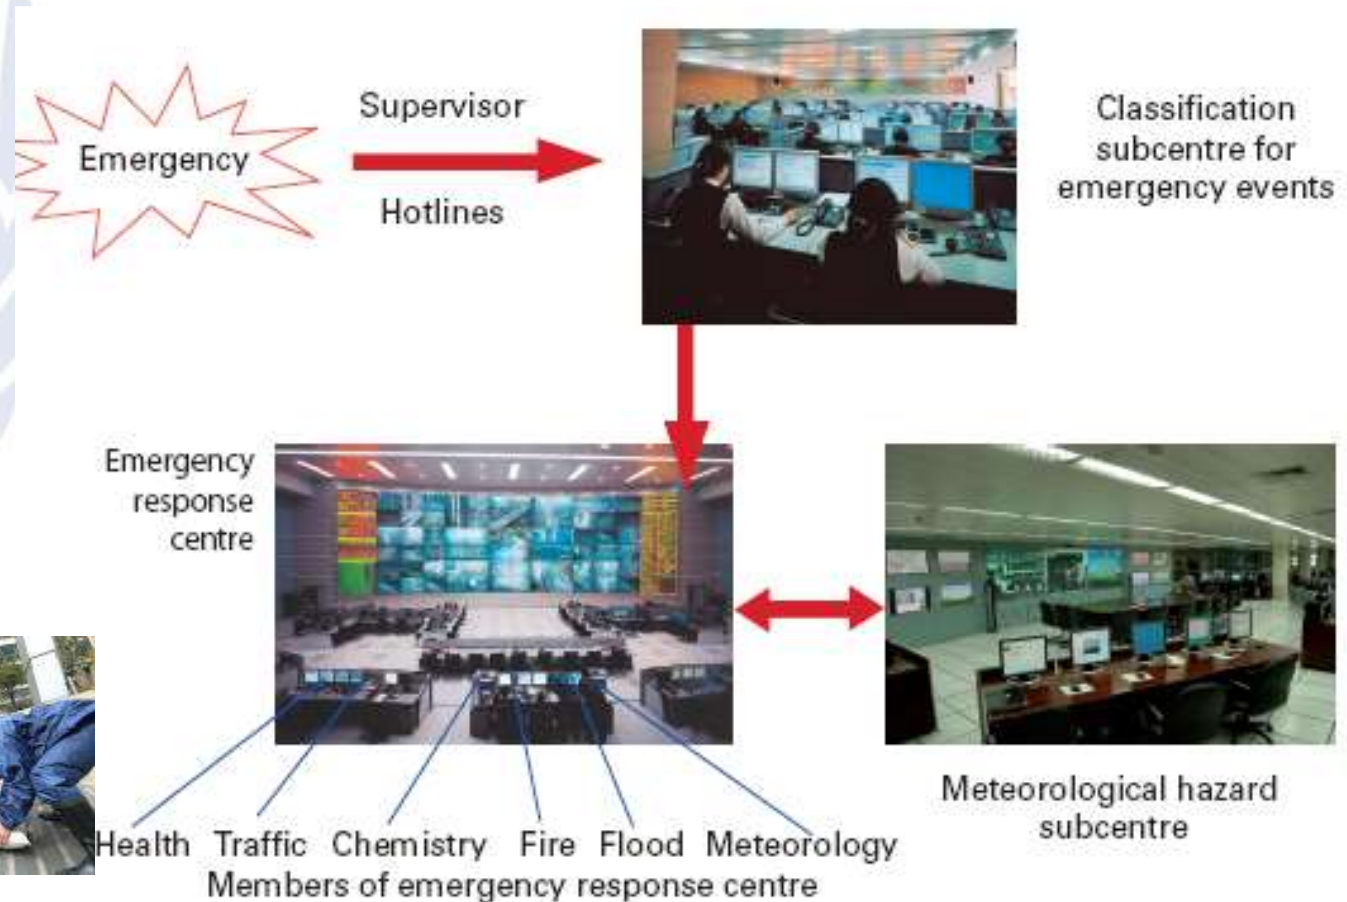 Emergency
Supervisor
Hotlines
Classification
subcentre for
emergency events
Emergency
response
centre
Health Traffic Chemistry Fire Flood Meteorology
Members of emergency response centre
Meteorological hazard
subcentre